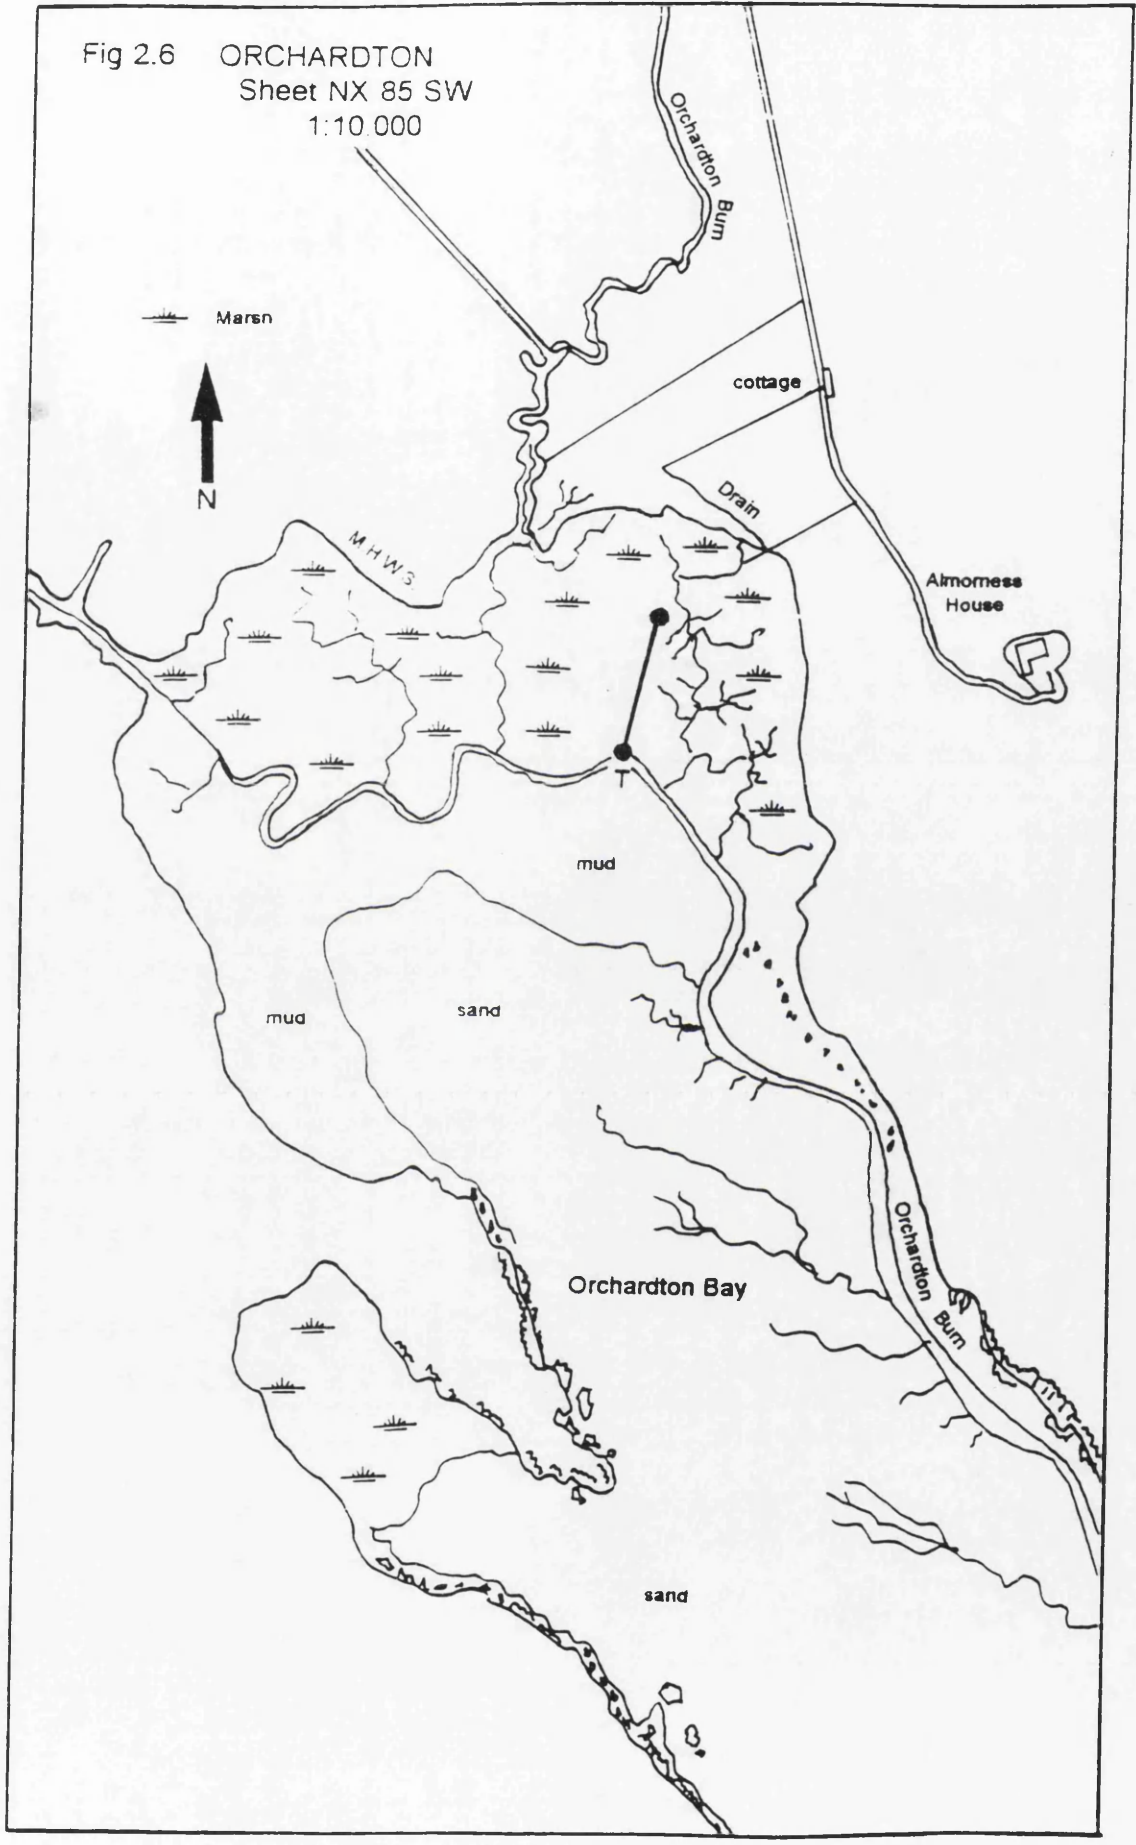 Fig 2.6 ORCHARDTON
Sheet NX 85 SW
1:10.000
Orchardton Burn
Marsh
N
cottage
Drain
M.H.W.S.
Almorness
House
T
mud
mud
sand
Orchardton Bay
Orchardton Burn
sand